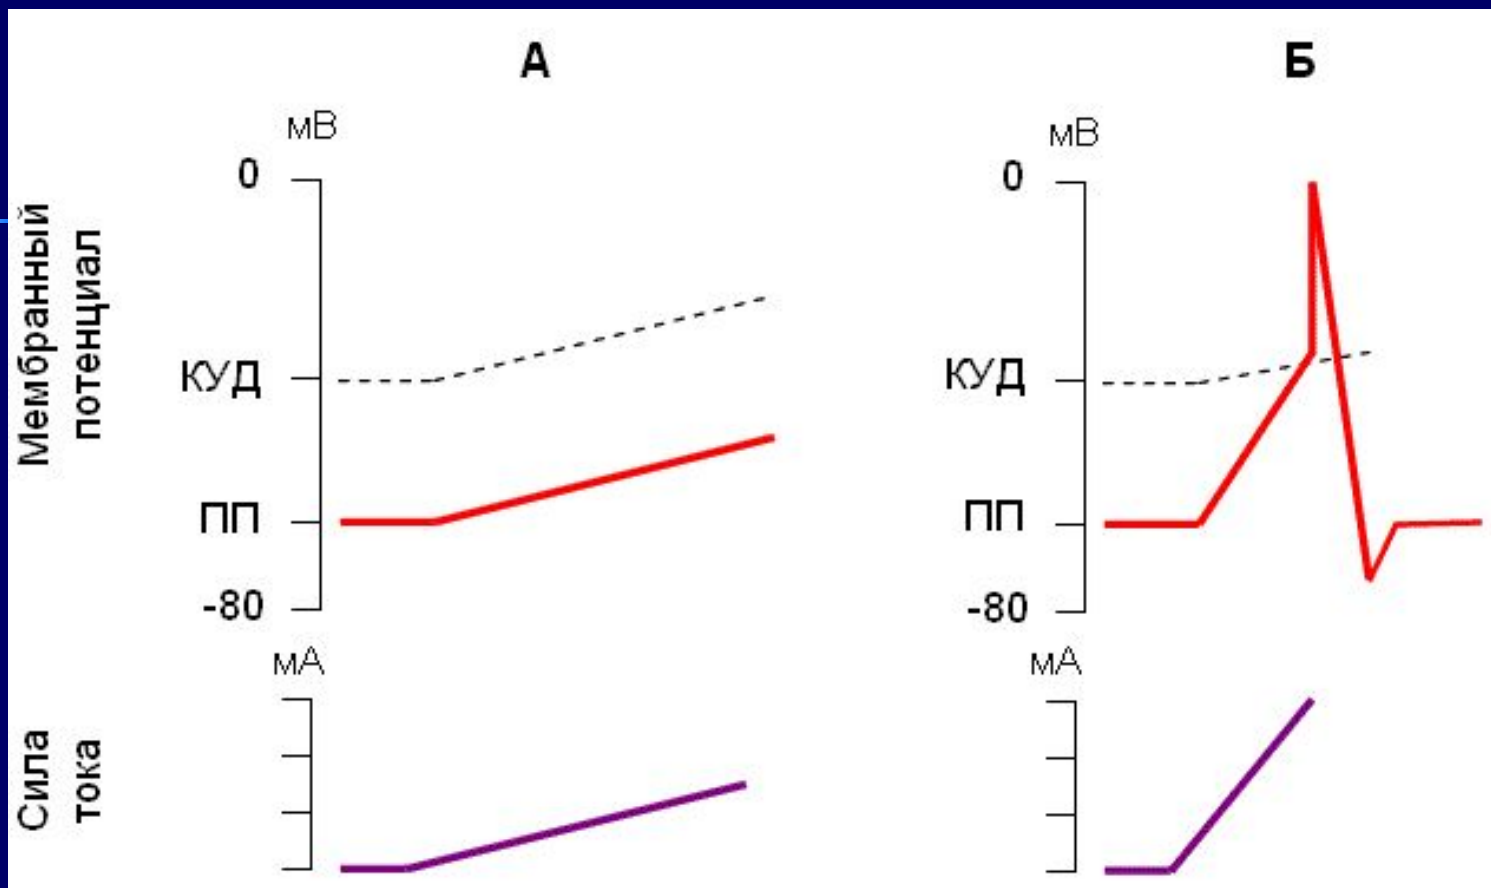 А
мВ
0
КУД
ПП
-80
Мембранный
потенциал
мА
Сила
тока
Б
мВ
0
КУД
ПП
-80
мА